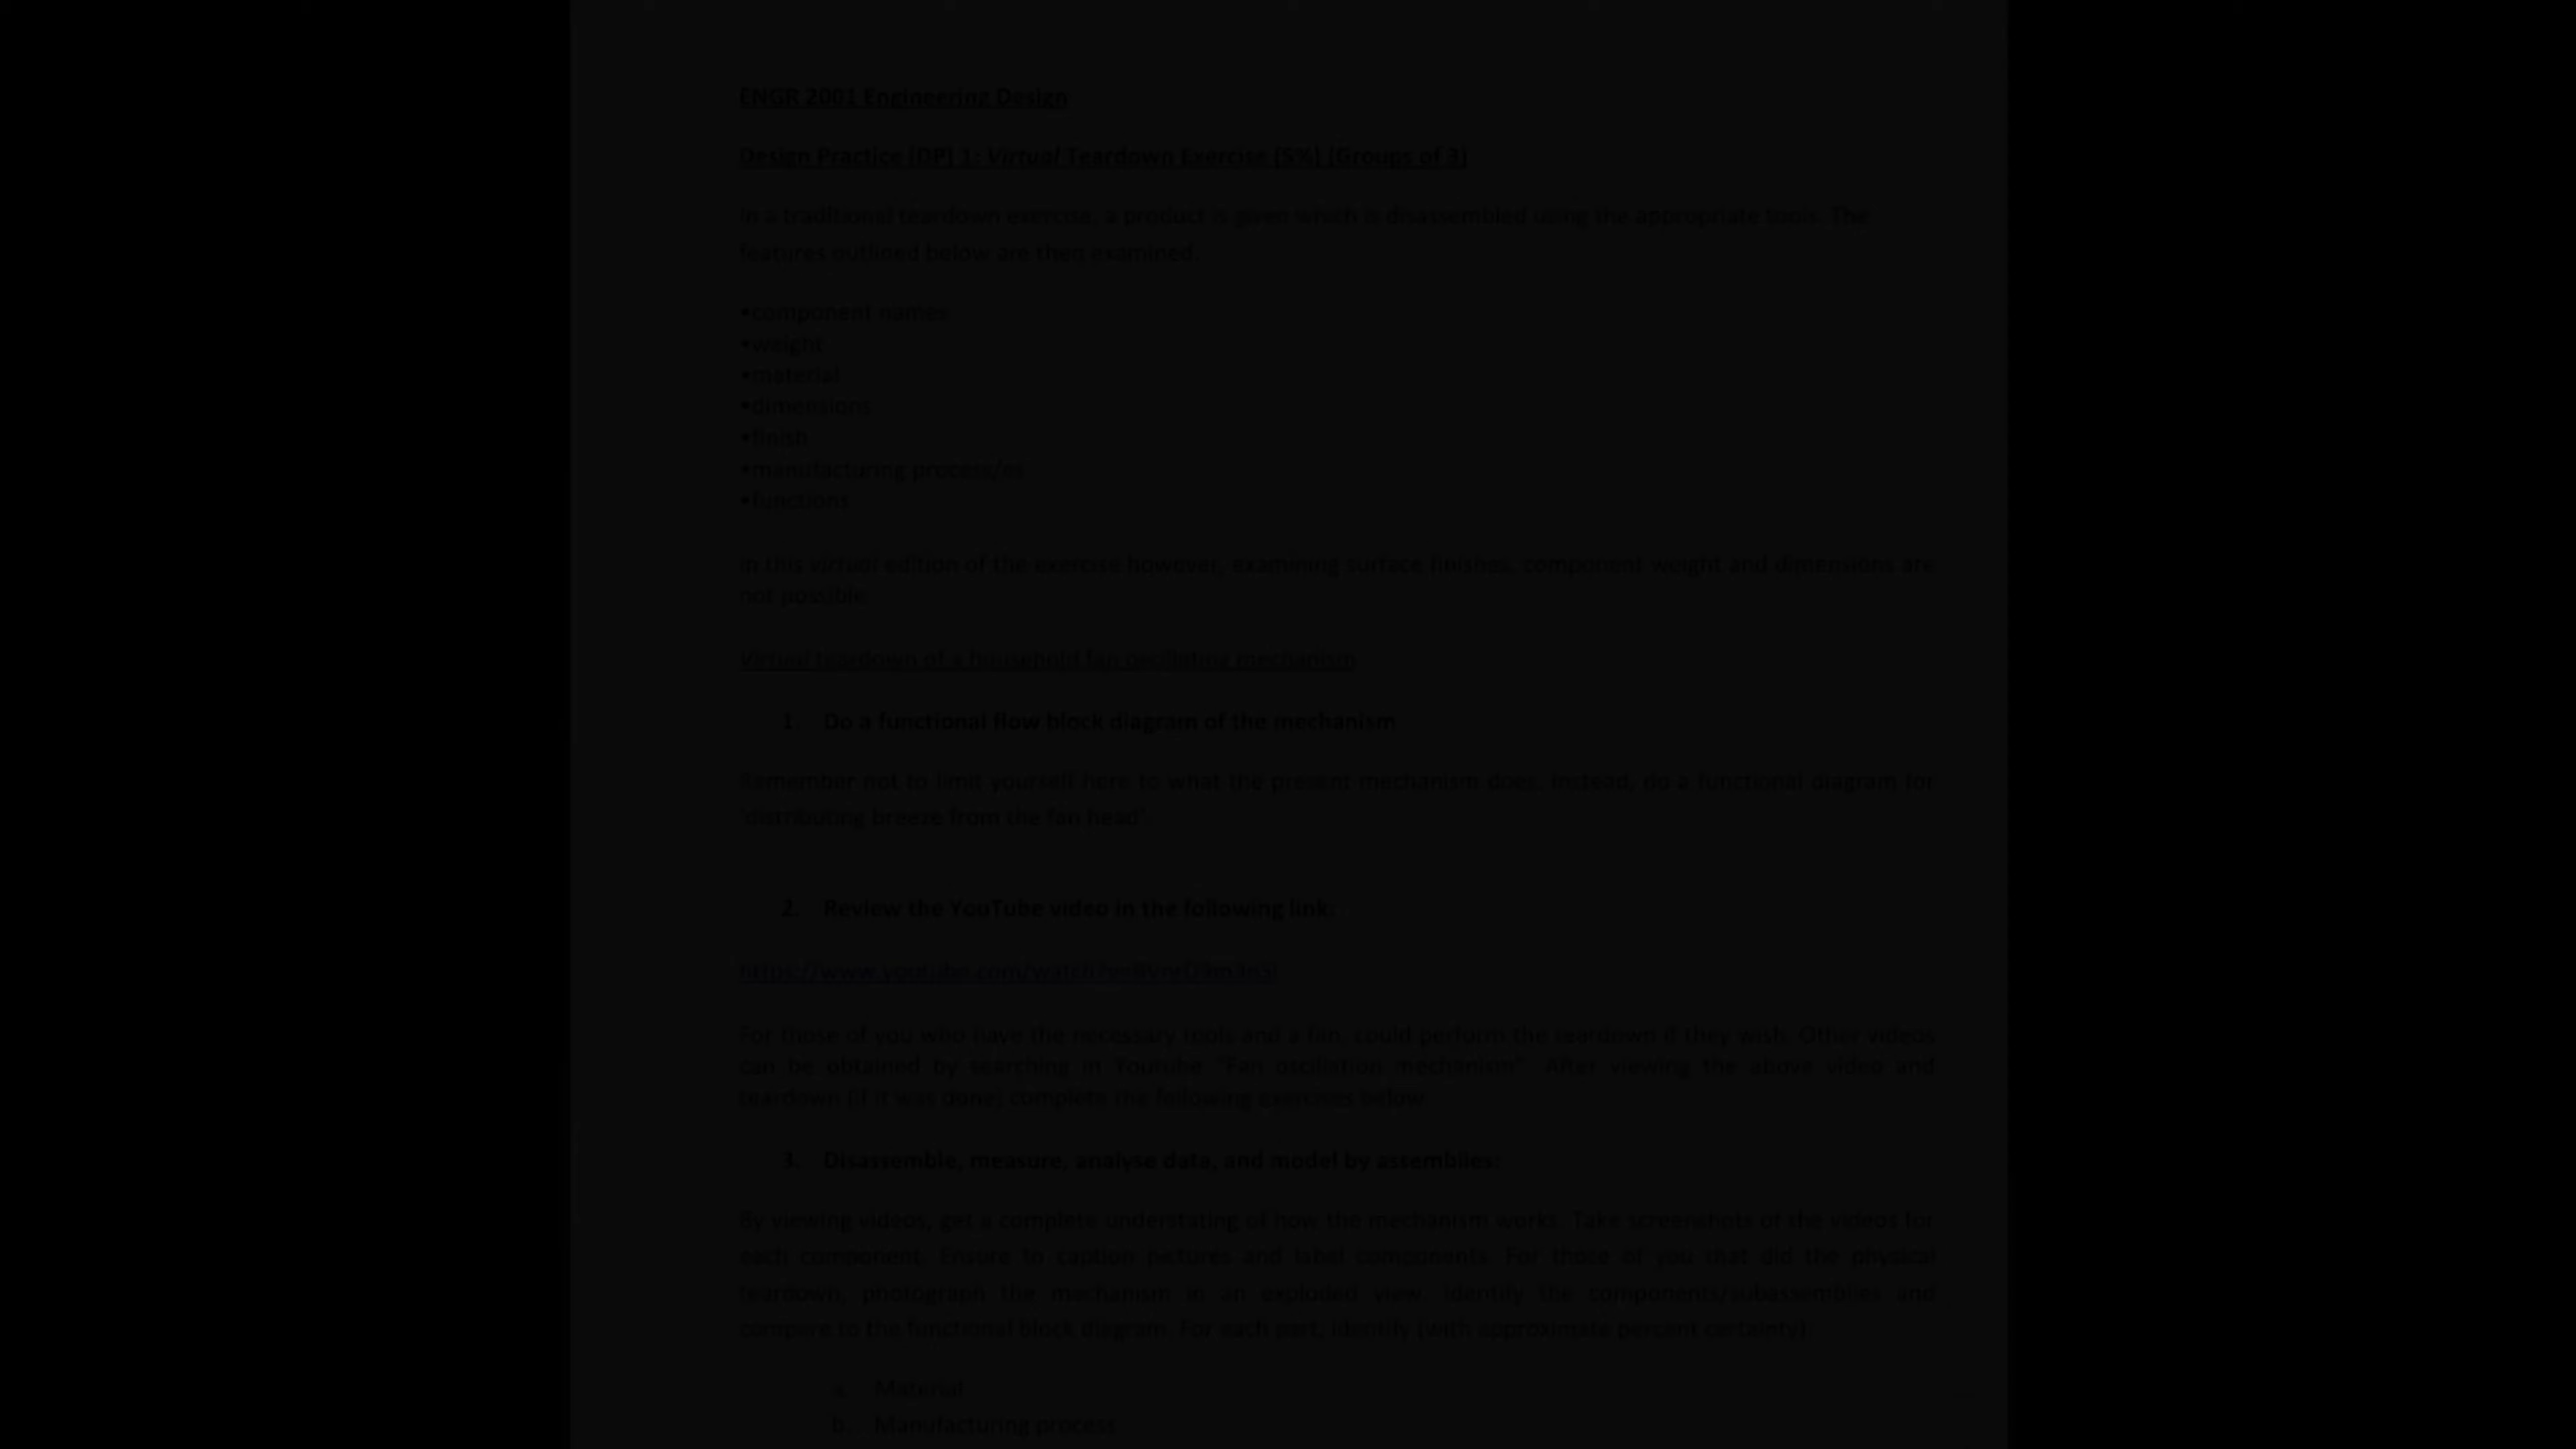 ENGR 2001 Engineering Design
Design Practice (DP) 1: Virtual Teardown Exercise (5%) (Groups of 3)
In a traditional teardown exercise, a product is given which is disassembled using the appropriate tools. The
features outlined below are then examined.
•component names
•weight
•material
•dimensions
•finish
•manufacturing process/es
•functions
In this virtual edition of the exercise however, examining surface finishes, component weight and dimensions are
not possible.
Virtual teardown of a household fan oscillating mechanism
1. Do a functional flow block diagram of the mechanism
Remember not to limit yourself here to what the present mechanism does. Instead, do a functional diagram for
'distributing breeze from the fan head'.
2. Review the YouTube video in the following link:
https://www.youtube.com/watch
For those of you who have the necessary tools and a fan, could perform the teardown if they wish. Other videos
can be obtained by searching in Youtube "Fan oscillation mechanism". After viewing the above video and
teardown (if it was done) complete the following exercises below.
3. Disassemble, measure, analyse data, and model by assemblies:
By viewing videos, get a complete understating of how the mechanism works. Take screenshots of the videos for
each component. Ensure to caption pictures and label components. For those of you that did the physical
teardown, photograph the mechanism in an exploded view. Identify the components/subassemblies and
compare to the functional block diagram. For each part, identify (with approximate percent certainty):
a. Material
b. Manufacturing process